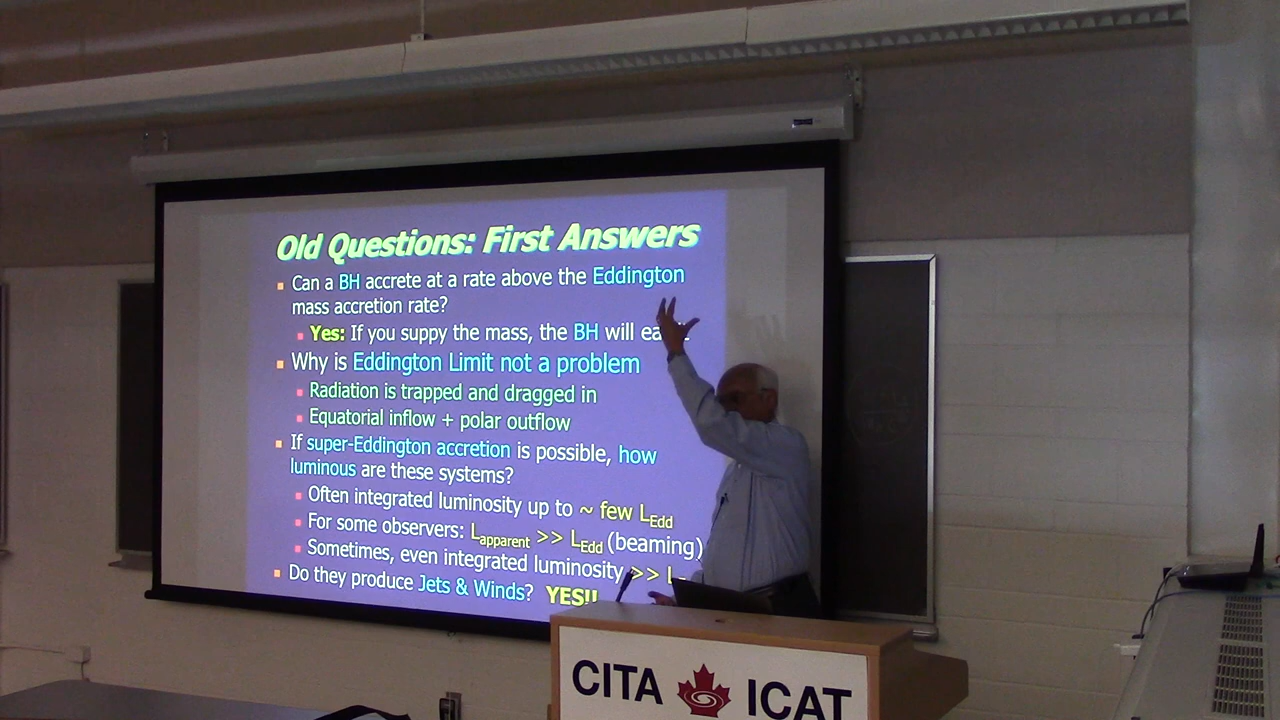 Old Questions: First Answers
Can a BH accrete at a rate above the Eddington
mass accretion rate?
Yes: If you suppy the mass, the BH will
Why is Eddington Limit not a problem
Radiation is trapped and dragged in
Equatorial inflow + polar outflow
If super-Eddington accretion is possible, how
luminous are these systems?
Often integrated luminosity up to ~ few LEdd
For some observers: Lapparent >> LEdd (beaming)
Sometimes, even integrated luminosity >> L
Do they produce Jets & Winds? YES!!
CITA ICAT